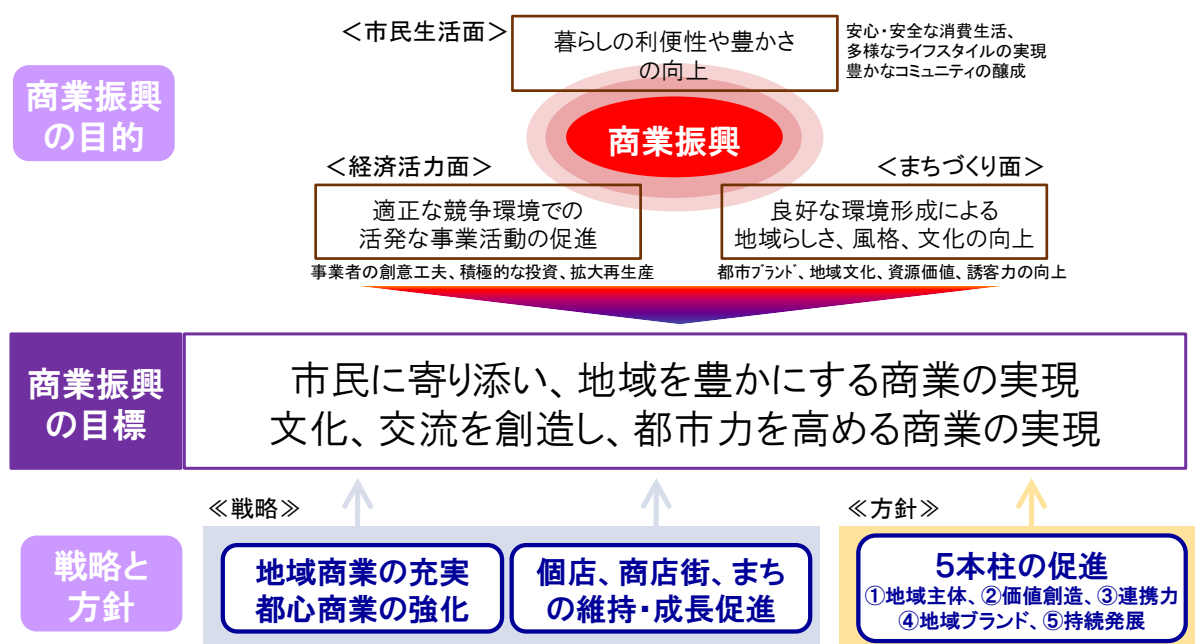 商業振興
の目的
<市民生活面>
暮らしの利便性や豊かさ
の向上
安心・安全な消費生活、
多様なライフスタイルの実現
豊かなコミュニティの醸成
商業振興
<経済活力面>
適正な競争環境での
活発な事業活動の促進
事業者の創意工夫、積極的な投資、拡大再生産
<まちづくり面>
良好な環境形成による
地域らしさ、風格、文化の向上
都市ブランド、地域文化、資源価値、誘客力の向上
商業振興
の目標
市民に寄り添い、地域を豊かにする商業の実現
文化、交流を創造し、都市力を高める商業の実現
戦略と
方針
≪戦略≫
地域商業の充実
都心商業の強化
個店、商店街、まち
の維持・成長促進
≪方針≫
5本柱の促進
①地域主体、②価値創造、③連携力
④地域ブランド、⑤持続発展